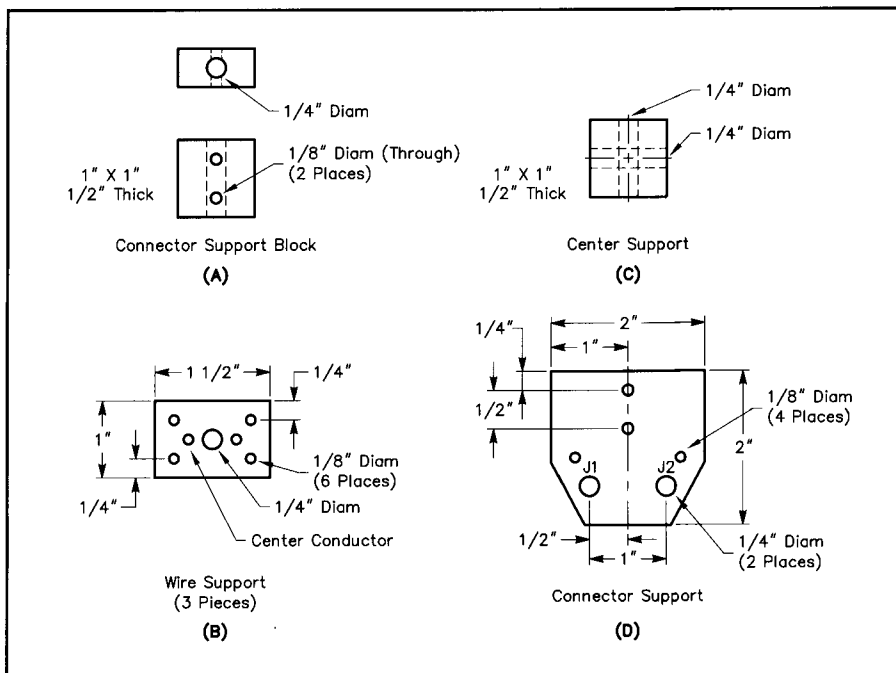 1/4" Diam
1/8" Diam (Through)
(2 Places)
1" X 1"
1/2" Thick
Connector Support Block
(A)
1/4" Diam
1/4" Diam
1" X 1"
1/2" Thick
Center Support
(C)
1 1/2"
1/4"
1"
1/4"
1/8" Diam
(6 Places)
1/4" Diam
Center Conductor
Wire Support
(3 Pieces)
(B)
2"
1/4"
1"
1/2"
1/8" Diam
(4 Places)
2"
J1
J2
1/2"
1"
1/4" Diam
(2 Places)
Connector Support
(D)